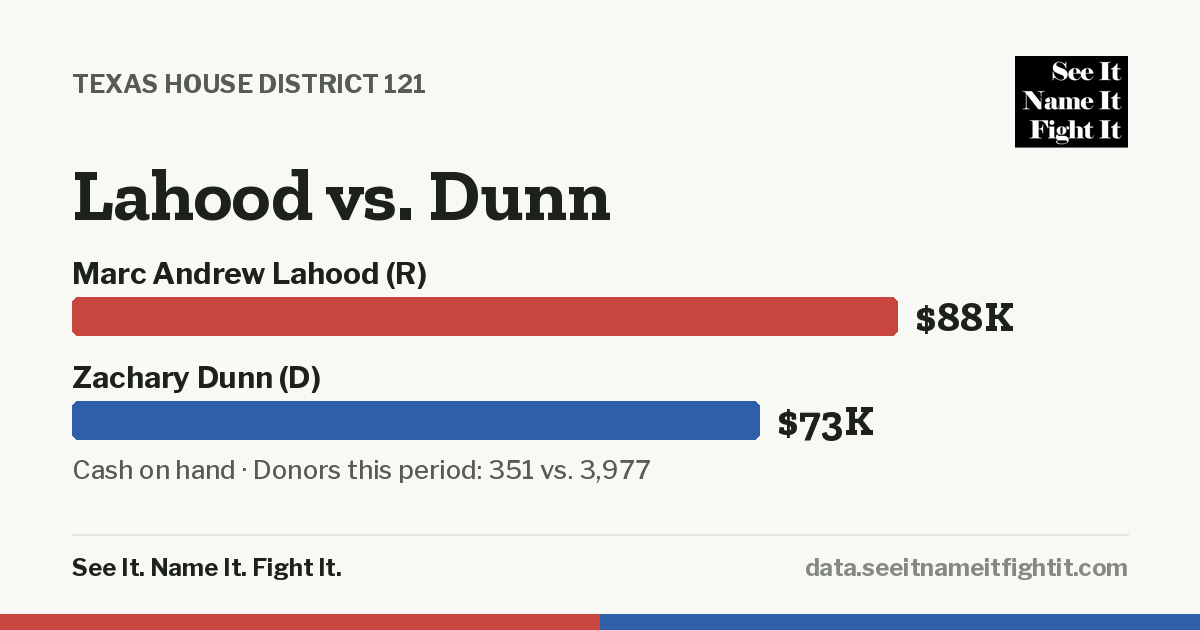 TEXAS HOUSE DISTRICT 121
See It
Name It
Fight It
Lahood vs. Dunn
Marc Andrew Lahood (R)
$88K
Zachary Dunn (D)
$73K
Cash on hand · Donors this period: 351 vs. 3,977
See It. Name It. Fight It.
data.seeitnameitfightit.com